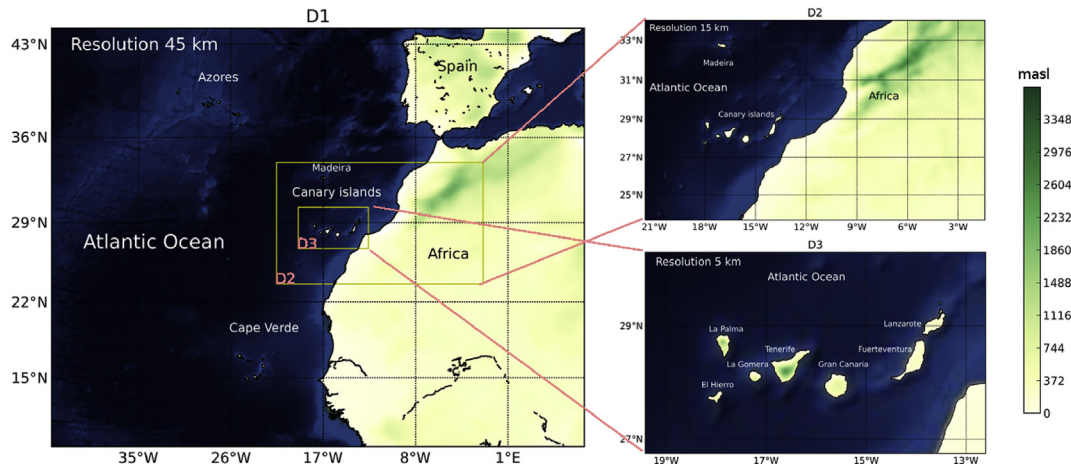 D1
Resolution 45 km
Azores
Spain
Madeira
Canary islands
Atlantic Ocean
Africa
D3
D2
Cape Verde
43°N
36°N
29°N
22°N
15°N
35°W
26°W
17°W
8°W
1°E
D2
Resolution 15 km
Madeira
Atlantic Ocean
Africa
Canary islands
33°N
31°N
29°N
27°N
25°N
21°W
18°W
15°W
12°W
9°W
6°W
3°W
D3
Resolution 5 km
Atlantic Ocean
Lanzarote
La Palma
Tenerife
Fuerteventura
La Gomera
Gran Canaria
El Hierro
29°N
27°N
19°W
17°W
15°W
13°W
masl
3348
2976
2604
2232
1860
1488
1116
744
372
0